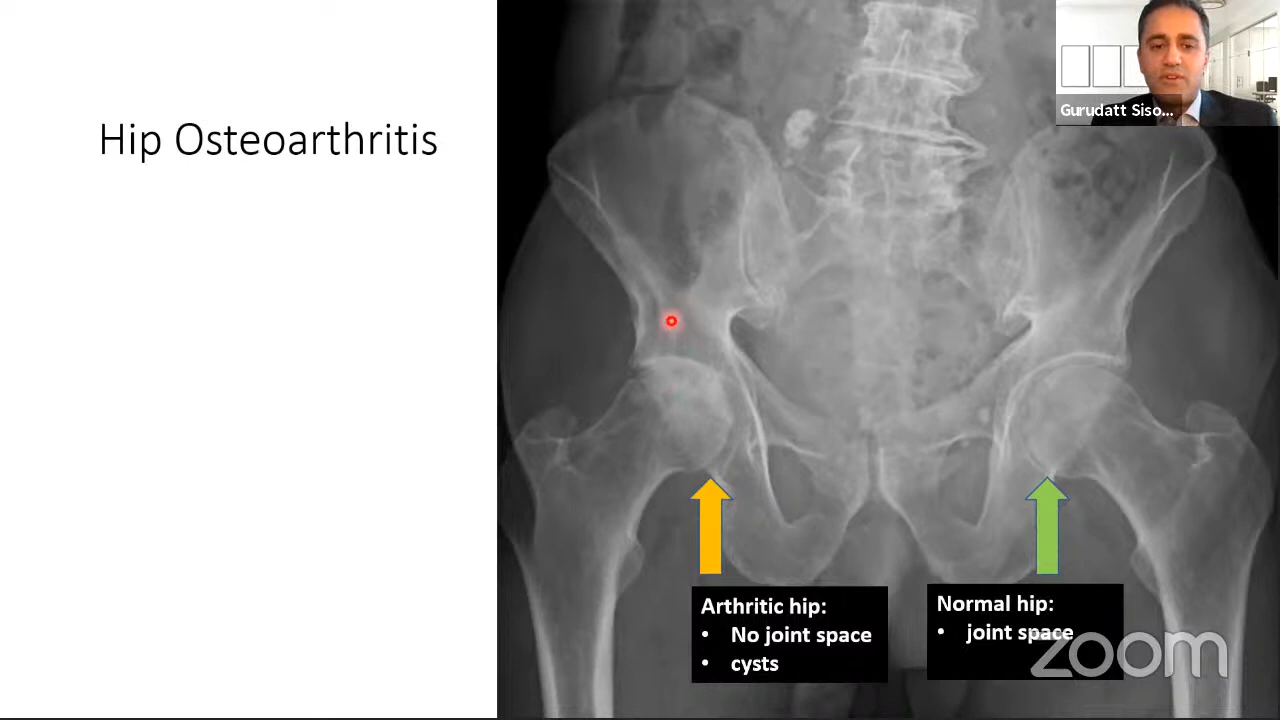 Hip Osteoarthritis
Gurudatt Siso...
Arthritic hip:
• No joint space
• cysts
Normal hip:
• joint space
zoom